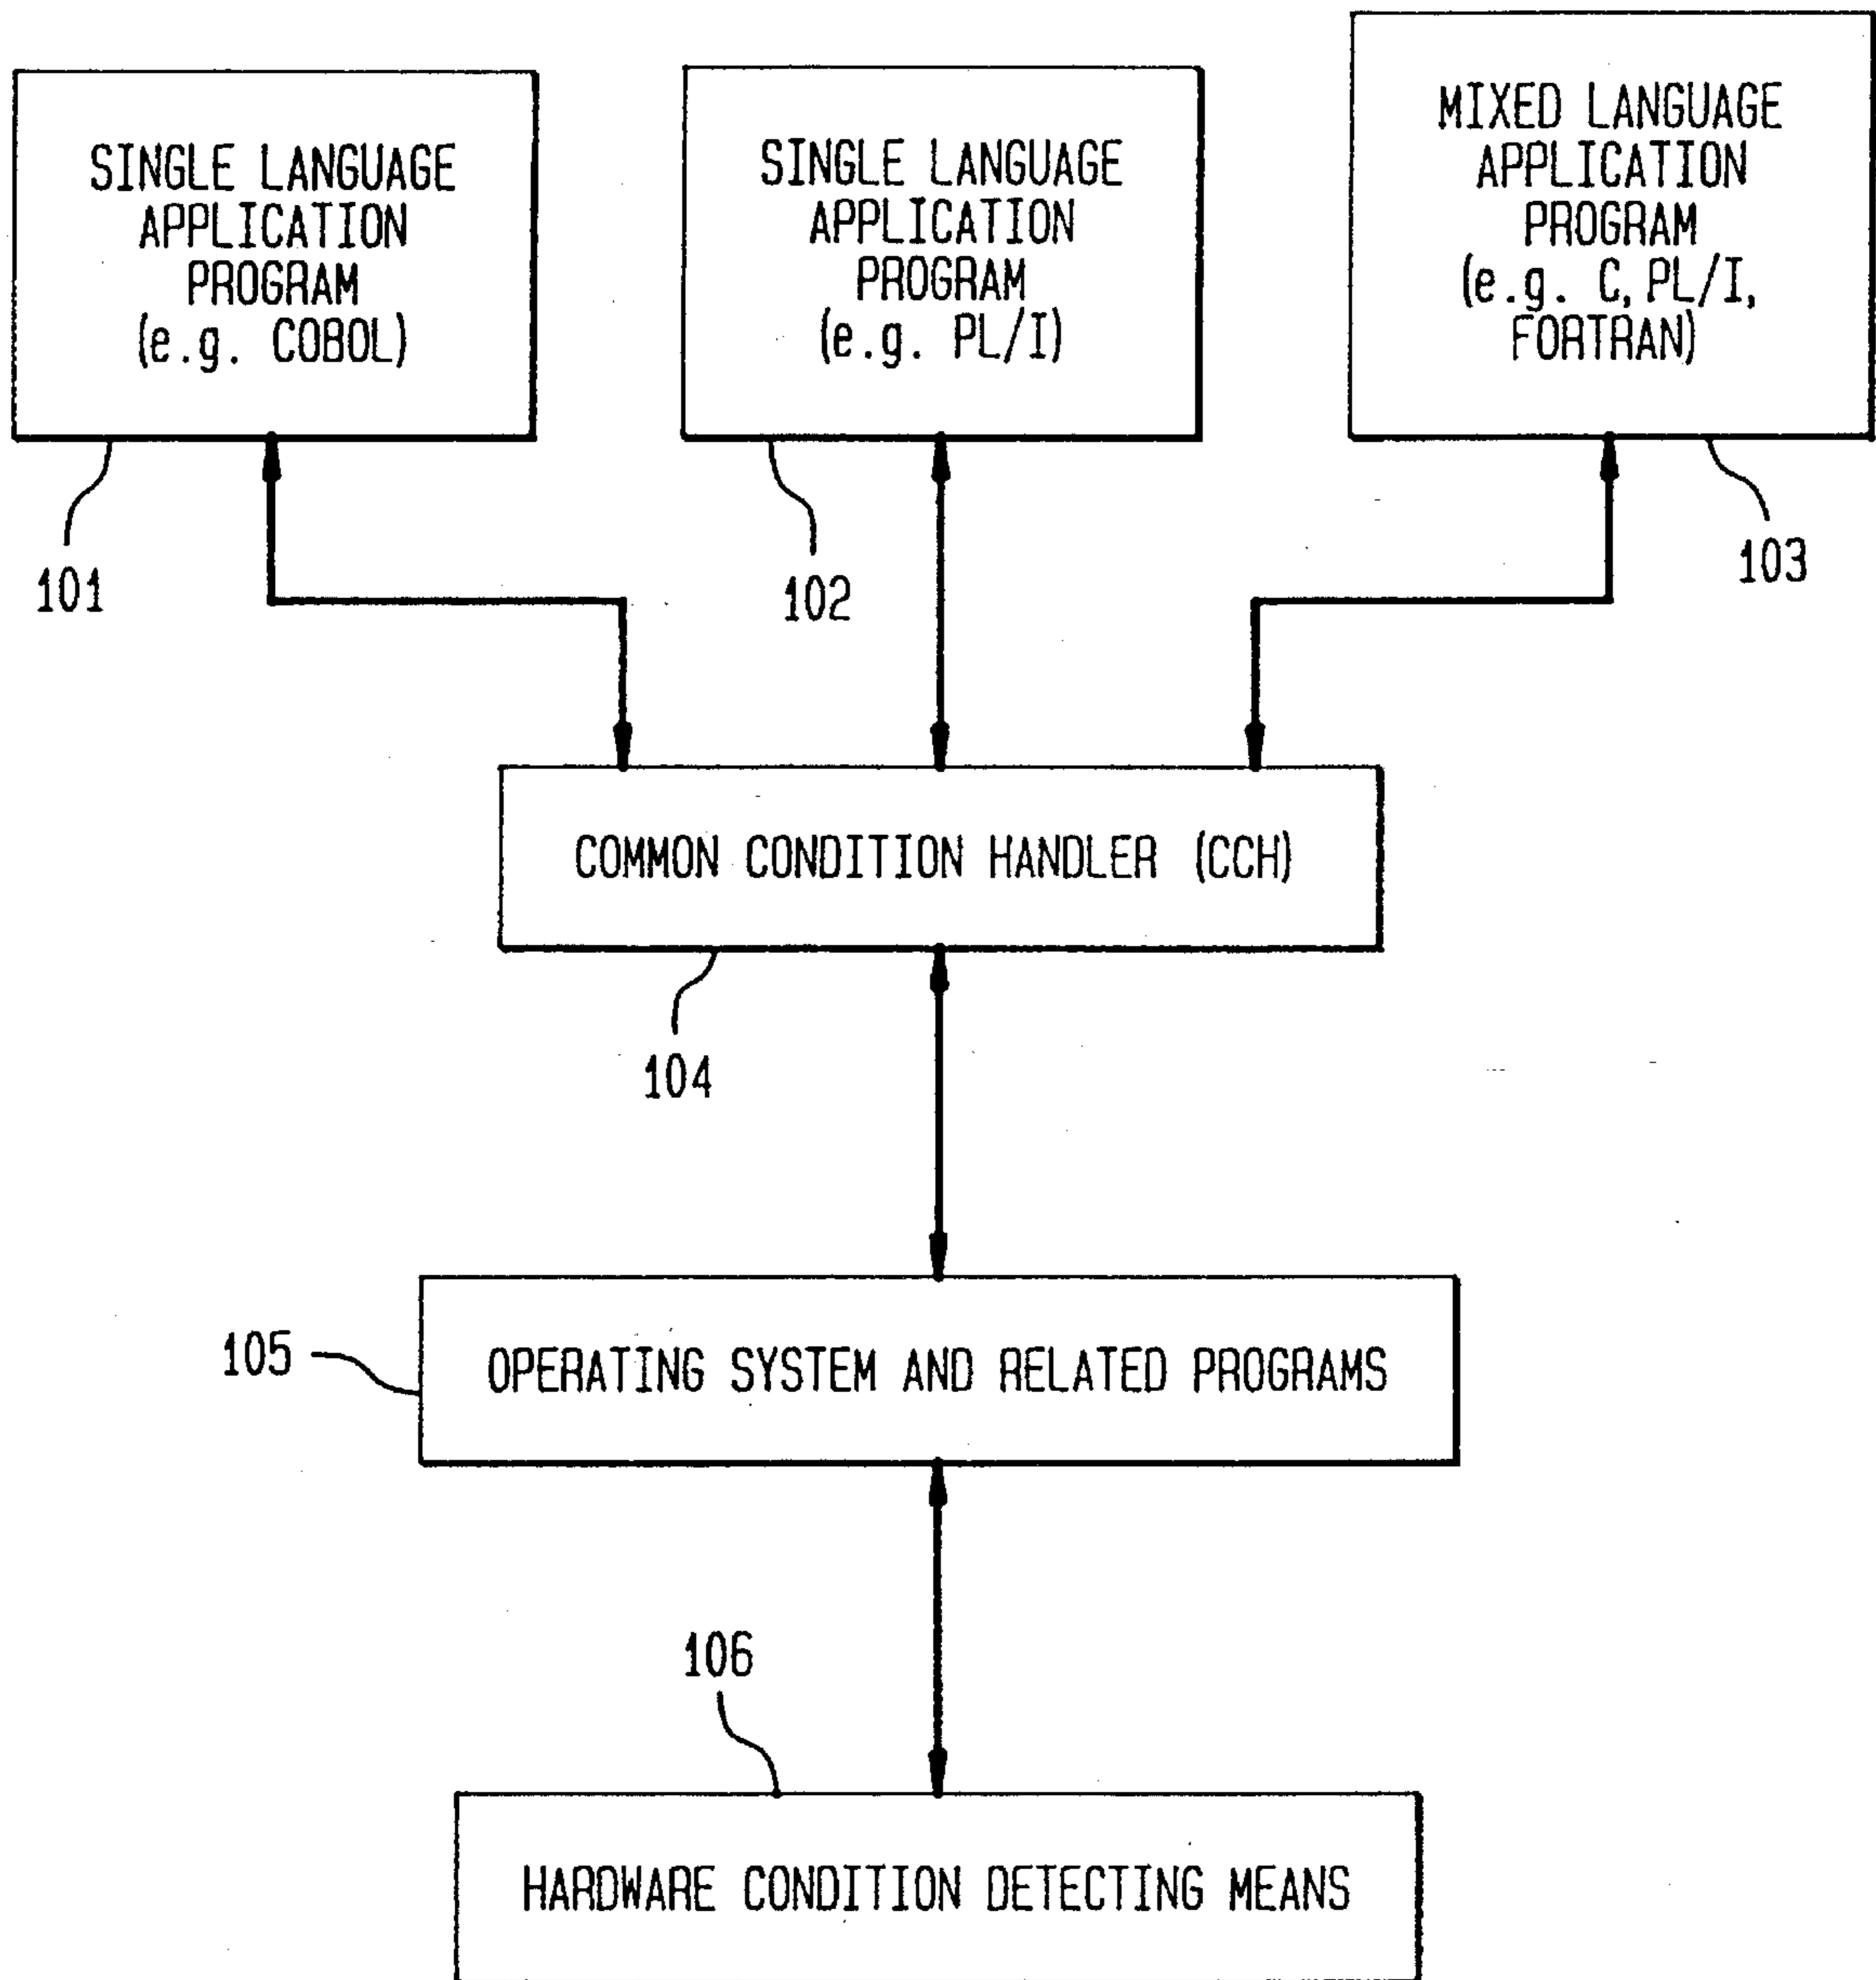 SINGLE LANGUAGE
APPLICATION
PROGRAM
(e.g. COBOL)
SINGLE LANGUAGE
APPLICATION
PROGRAM
(e.g. PL/I)
MIXED LANGUAGE
APPLICATION
PROGRAM
(e.g. C, PL/I,
FORTRAN)
101
102
103
COMMON CONDITION HANDLER (CCH)
104
105
OPERATING SYSTEM AND RELATED PROGRAMS
106
HARDWARE CONDITION DETECTING MEANS